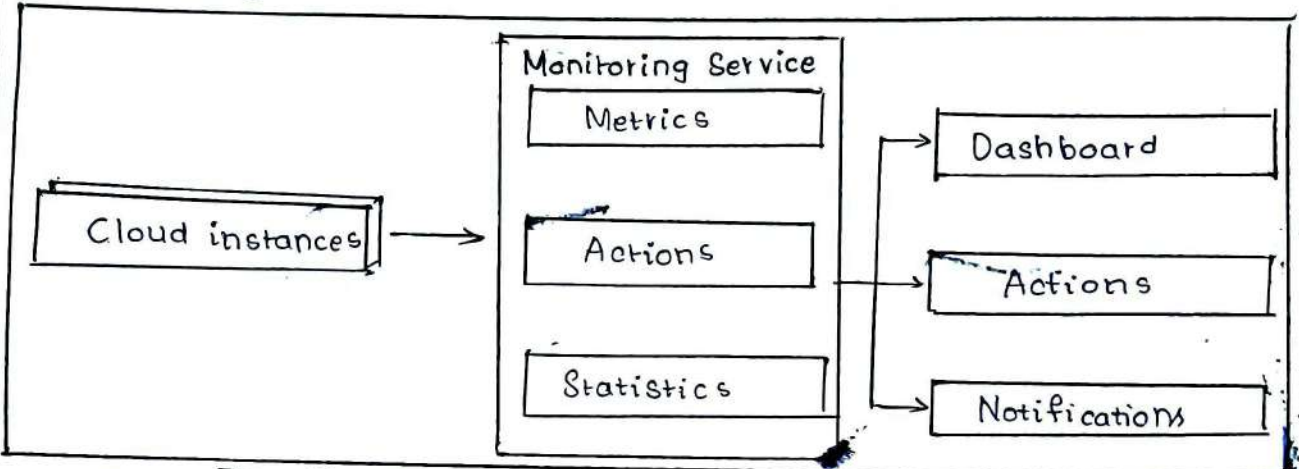 Monitoring Service
Metrics
Dashboard
Cloud instances
Actions
Actions
Statistics
Notifications